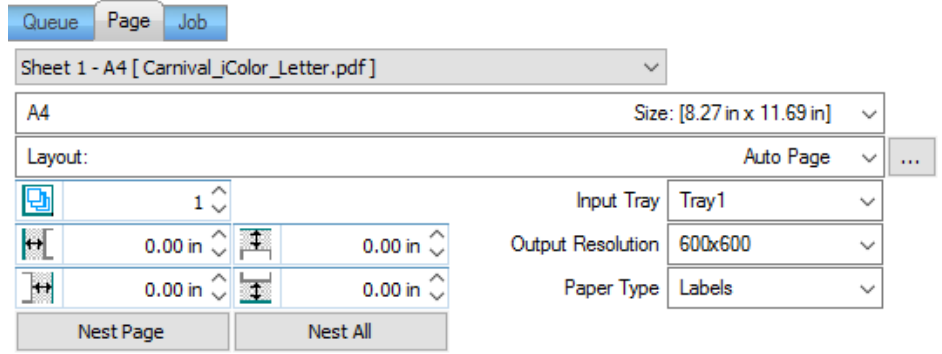 Queue Page Job
Sheet 1 - A4 [ Carnival_iColor_Letter.pdf ]
A4 Size: [8.27 in x 11.69 in]
Layout: Auto Page ...
1 Input Tray Tray1
0.00 in 0.00 in Output Resolution 600x600
0.00 in 0.00 in Paper Type Labels
Nest Page Nest All